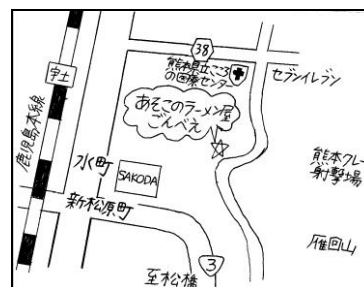 38
熊本県立こころ
の医療センター
セブンイレブン
宇土
鹿児島本線
あそこのラーメン屋
ごんべえ
水町
SAKODA
新松原町
熊本クレー
射撃場
雁回山
3
至松橋